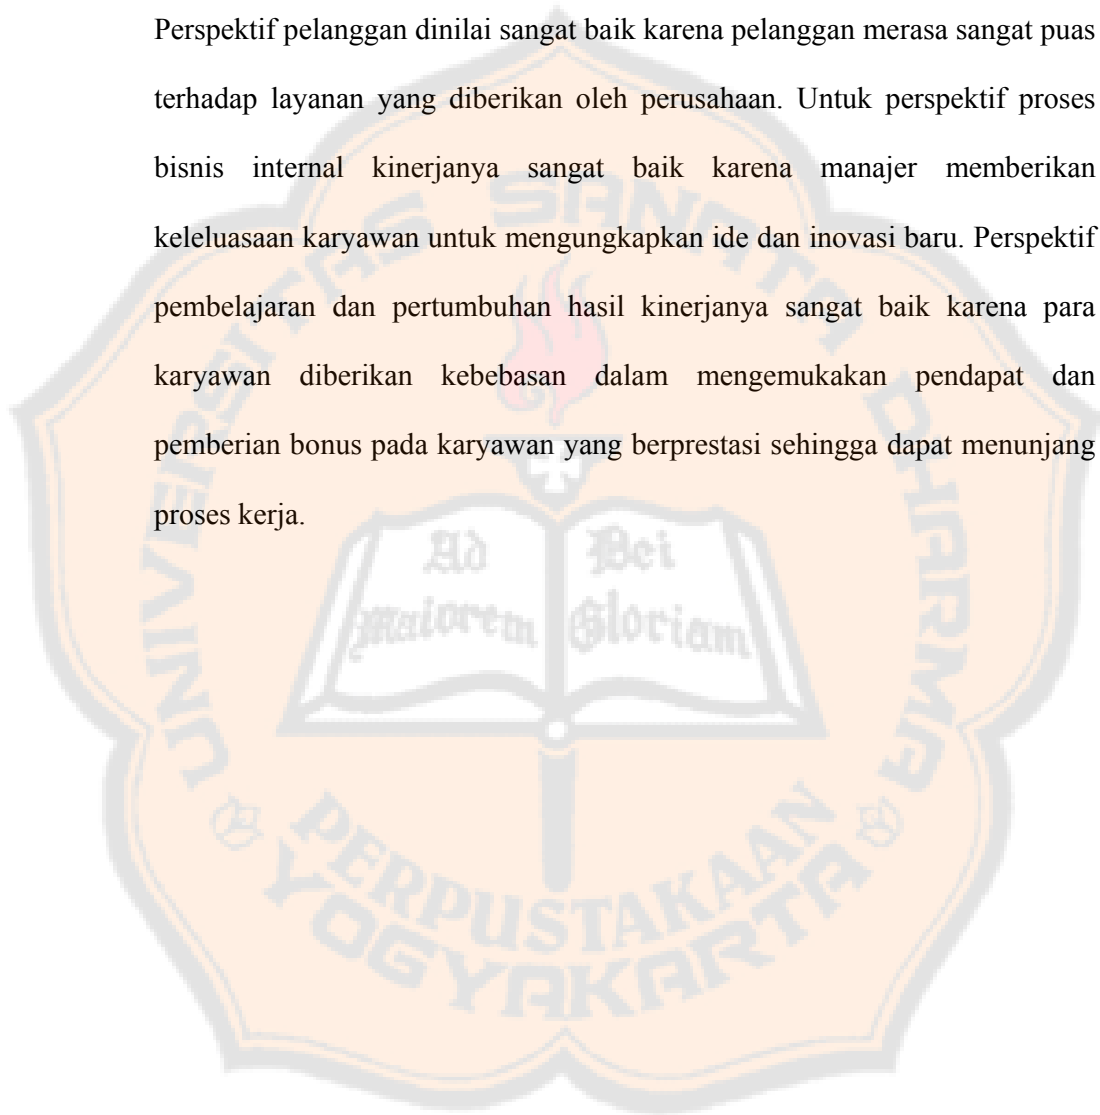 Perspektif pelanggan dinilai sangat baik karena pelanggan merasa sangat puas
terhadap layanan yang diberikan oleh perusahaan. Untuk perspektif proses
bisnis internal kinerjanya sangat baik karena manajer memberikan
keleluasaan karyawan untuk mengungkapkan ide dan inovasi baru. Perspektif
pembelajaran dan pertumbuhan hasil kinerjanya sangat baik karena para
karyawan diberikan kebebasan dalam mengemukakan pendapat dan
pemberian bonus pada karyawan yang berprestasi sehingga dapat menunjang
proses kerja.
UNIVERSITAS SANATA DHARMA
Ad Dei
maiorem Gloriam
PERPUSTAKAAN
YOGYAKARTA